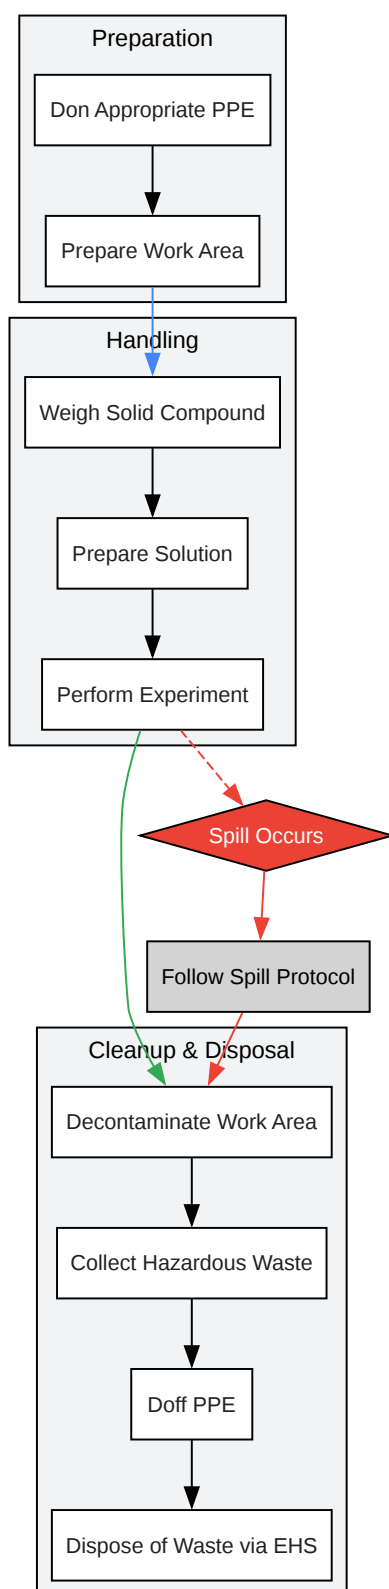 Preparation
Don Appropriate PPE
Prepare Work Area
Handling
Weigh Solid Compound
Prepare Solution
Perform Experiment
Spill Occurs
Follow Spill Protocol
Cleanup & Disposal
Decontaminate Work Area
Collect Hazardous Waste
Doff PPE
Dispose of Waste via EHS